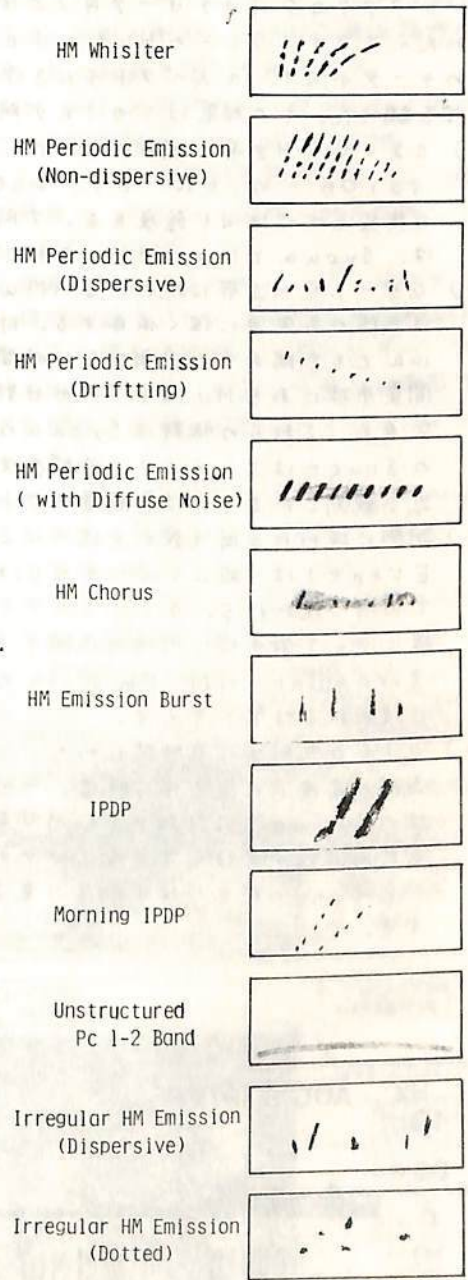 f
HM Whislter
HM Periodic Emission
(Non-dispersive)
HM Periodic Emission
(Dispersive)
HM Periodic Emission
(Driftting)
HM Periodic Emission
( with Diffuse Noise)
HM Chorus
HM Emission Burst
IPDP
Morning IPDP
Unstructured
Pc 1-2 Band
Irregular HM Emission
(Dispersive)
Irregular HM Emission
(Dotted)